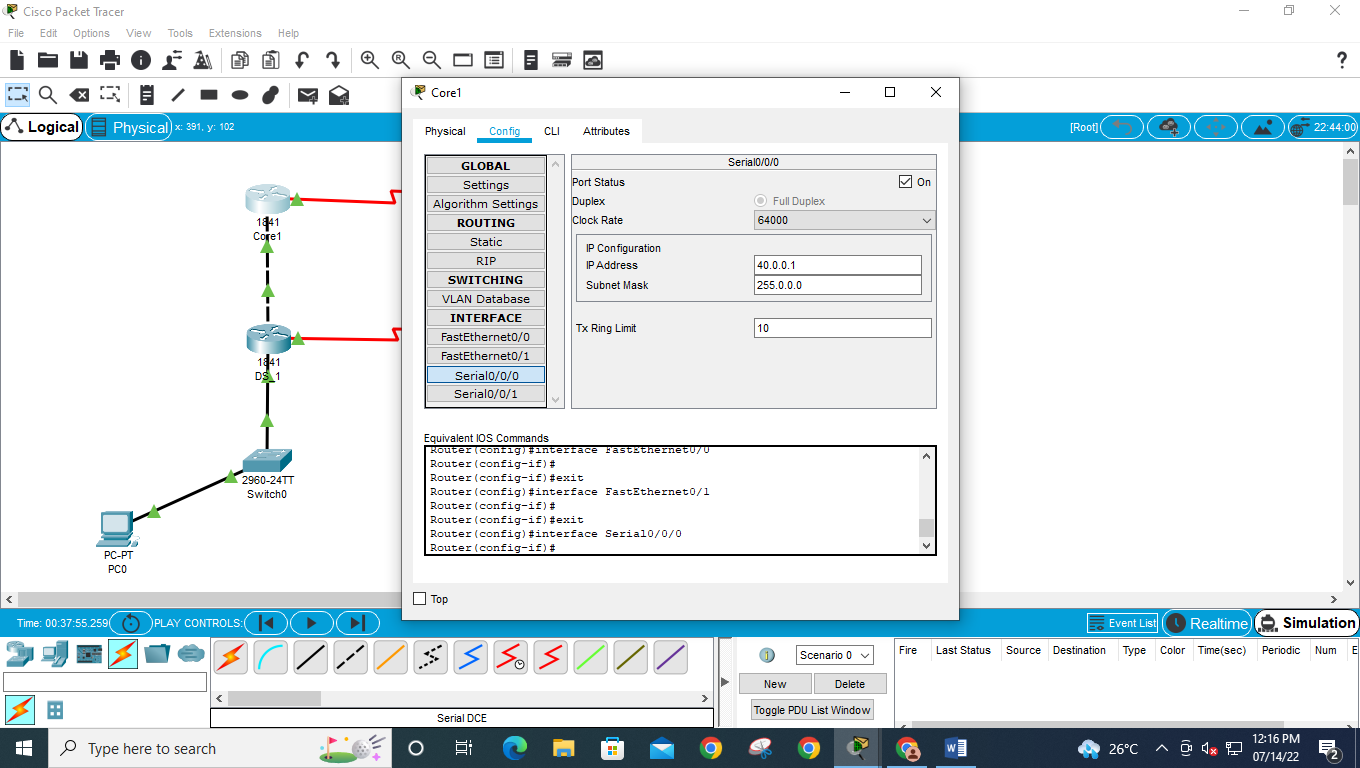 Cisco Packet Tracer
File Edit Options View Tools Extensions Help
?
Logical
Physical
x: 391, y: 102
[Root]
22:44:00
1841
Core1
1841
DS_1
2960-24TT
Switch0
PC-PT
PC0
Core1
Physical Config CLI Attributes
GLOBAL
Settings
Algorithm Settings
ROUTING
Static
RIP
SWITCHING
VLAN Database
INTERFACE
FastEthernet0/0
FastEthernet0/1
Serial0/0/0
Serial0/0/1
Serial0/0/0
Port Status On
Duplex Full Duplex
Clock Rate 64000
IP Configuration
IP Address 40.0.0.1
Subnet Mask 255.0.0.0
Tx Ring Limit 10
Equivalent IOS Commands
Router(config)#interface FastEthernet0/0
Router(config-if)#
Router(config-if)#exit
Router(config)#interface FastEthernet0/1
Router(config-if)#
Router(config-if)#exit
Router(config)#interface Serial0/0/0
Router(config-if)#
Top
Time: 00:37:55.259 PLAY CONTROLS:
Event List Realtime Simulation
Serial DCE
Scenario 0
New Delete
Toggle PDU List Window
Fire Last Status Source Destination Type Color Time(sec) Periodic Num E
Type here to search
26°C
12:16 PM
07/14/22
2